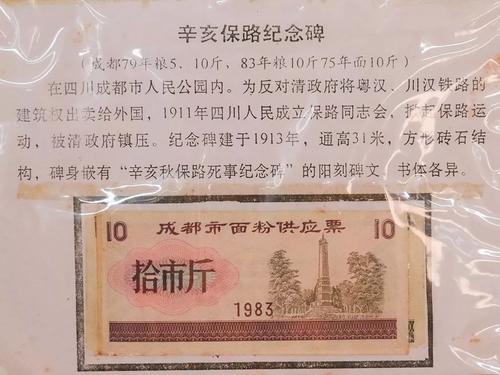 辛亥保路纪念碑
(成都79年粮5、10斤，83年粮10斤75年面10斤)
在四川成都市人民公园内。为反对清政府将粤汉、川汉铁路的
建筑权出卖给外国，1911年四川人民成立保路同志会，掀起保路运
动，被清政府镇压。纪念碑建于1913年，通高31米，方形砖石结
构，碑身嵌有“辛亥秋保路死事纪念碑”的阳刻碑文、书体各异。
10 成都市面粉供应票 10
拾市斤
1983